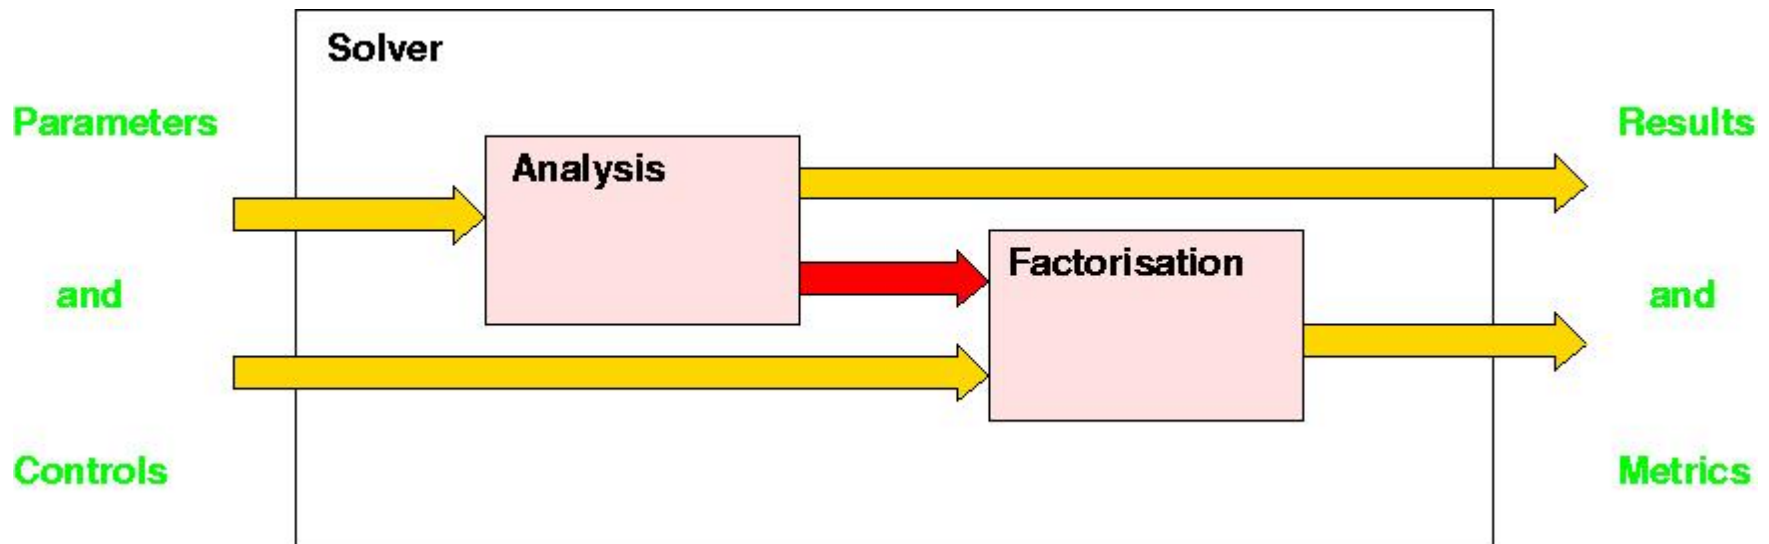 Solver
Parameters
and
Controls
Analysis
Factorisation
Results
and
Metrics